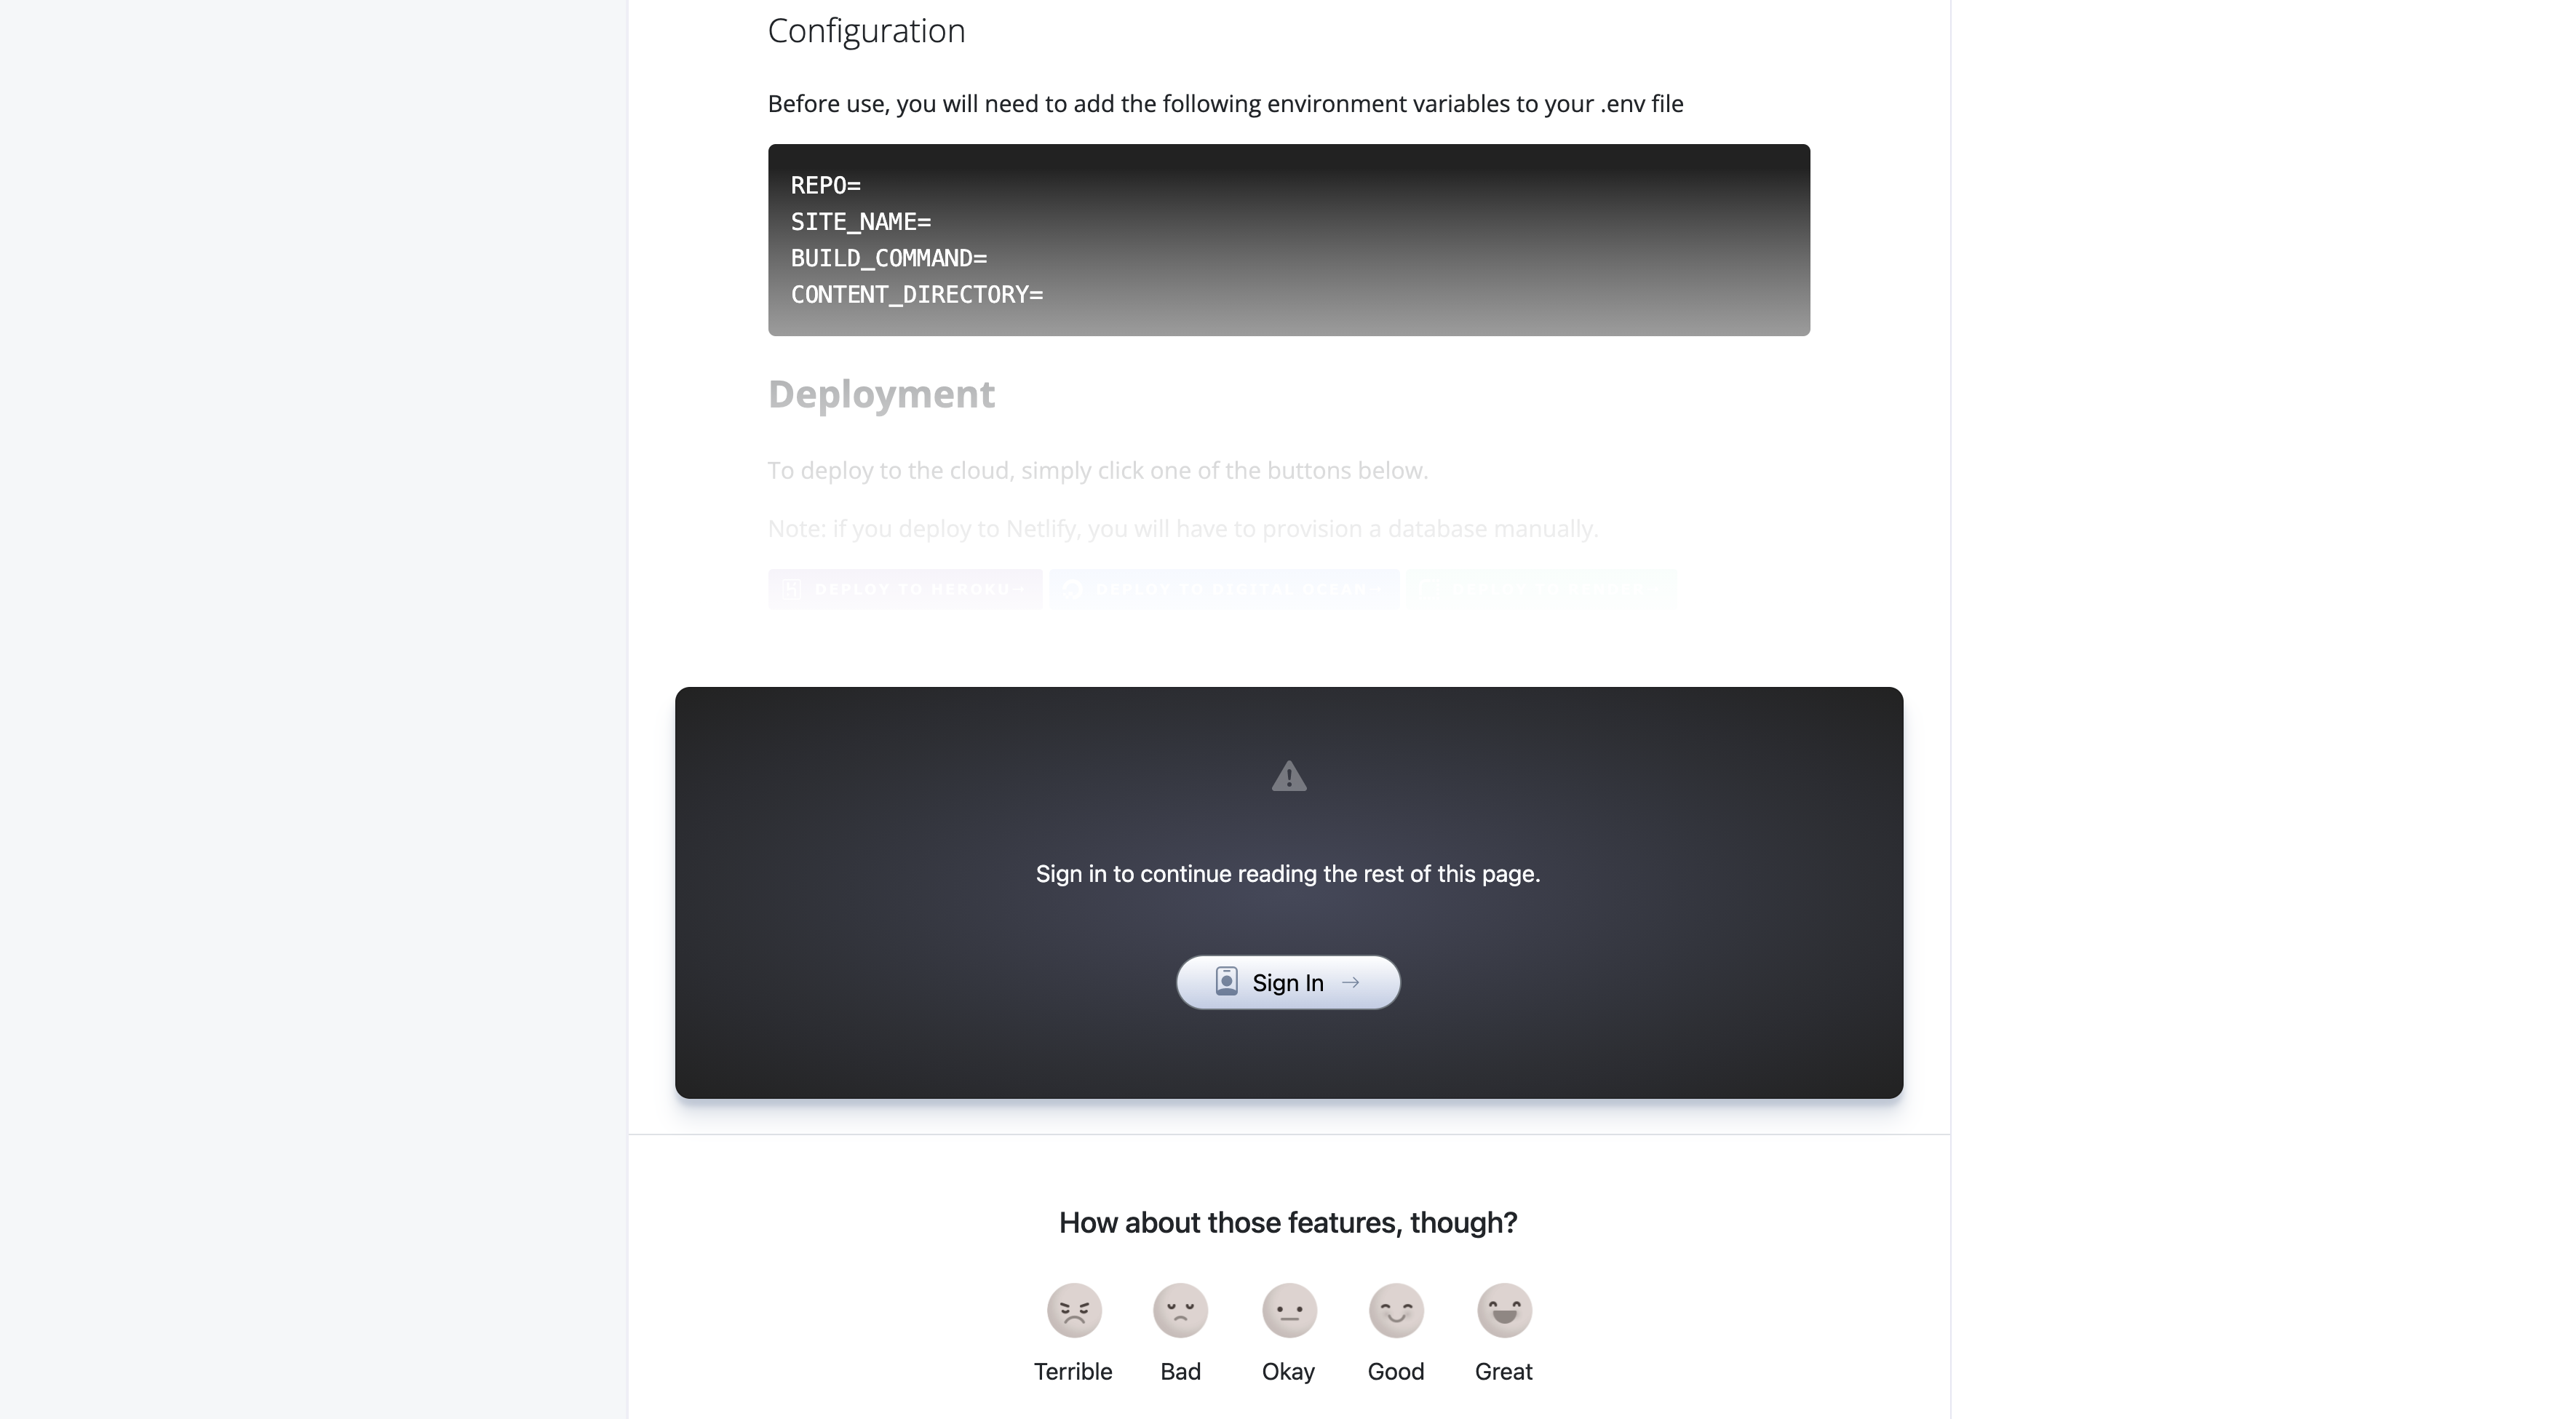 Configuration
Before use, you will need to add the following environment variables to your .env file
REPO=
SITE_NAME=
BUILD_COMMAND=
CONTENT_DIRECTORY=
Deployment
To deploy to the cloud, simply click one of the buttons below.
Note: if you deploy to Netlify, you will have to provision a database manually.
DEPLOY TO HEROKU→ DEPLOY TO DIGITAL OCEAN→
Sign in to continue reading the rest of this page.
Sign In →
How about those features, though?
Terrible Bad Okay Good Great